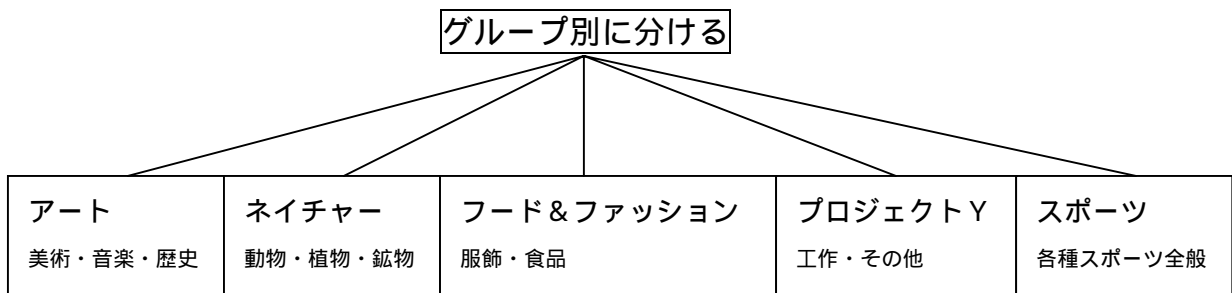 グループ別に分ける
アート
美術・音楽・歴史
ネイチャー
動物・植物・鉱物
フード＆ファッション
服飾・食品
プロジェクトＹ
工作・その他
スポーツ
各種スポーツ全般